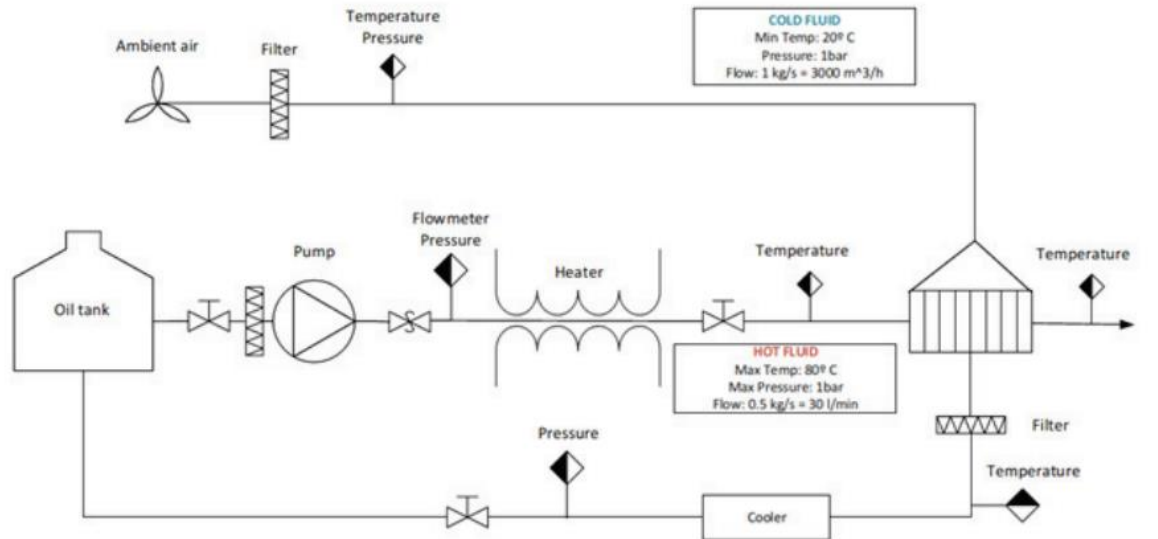 Temperature
Pressure
COLD FLUID
Min Temp: 20º C
Pressure: 1bar
Flow: 1 kg/s = 3000 m^3/h
Ambient air
Filter
Flowmeter
Pressure
Pump
Heater
Temperature
Temperature
Oil tank
HOT FLUID
Max Temp: 80º C
Max Pressure: 1bar
Flow: 0.5 kg/s = 30 l/min
Pressure
Filter
Temperature
Cooler